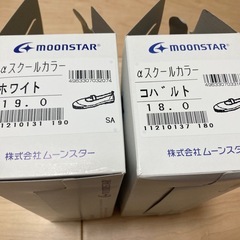 MOONSTAR
αスクールカラー
49633307032074
ホワイト
19.0
11210131 190
SA
株式会社ムーンスター
MOONSTAR
αスクールカラー
コバルト
18.0
11210137 180
株式会社ムーンスター